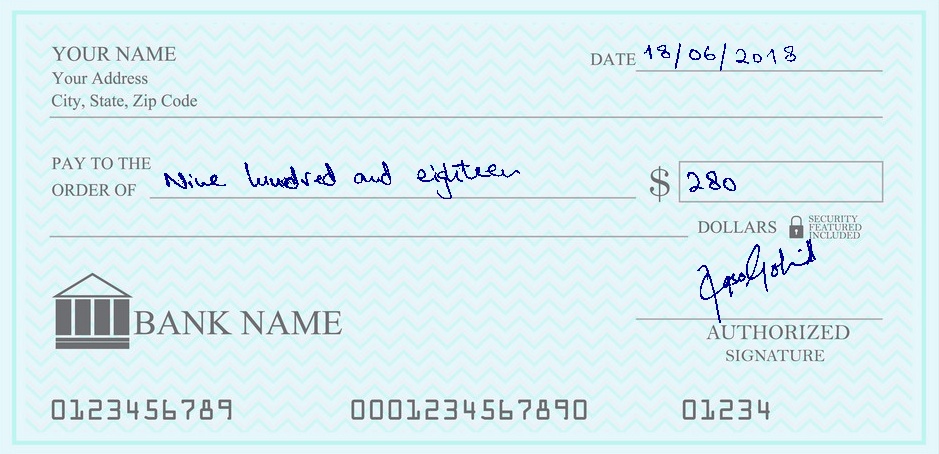 YOUR NAME
DATE 18/06/2018
Your Address
City, State, Zip Code
PAY TO THE
ORDER OF Nine hundred and eighteen $ 280
DOLLARS SECURITY
FEATURED
INCLUDED
BANK NAME
AUTHORIZED
SIGNATURE
0123456789 0001234567890 01234